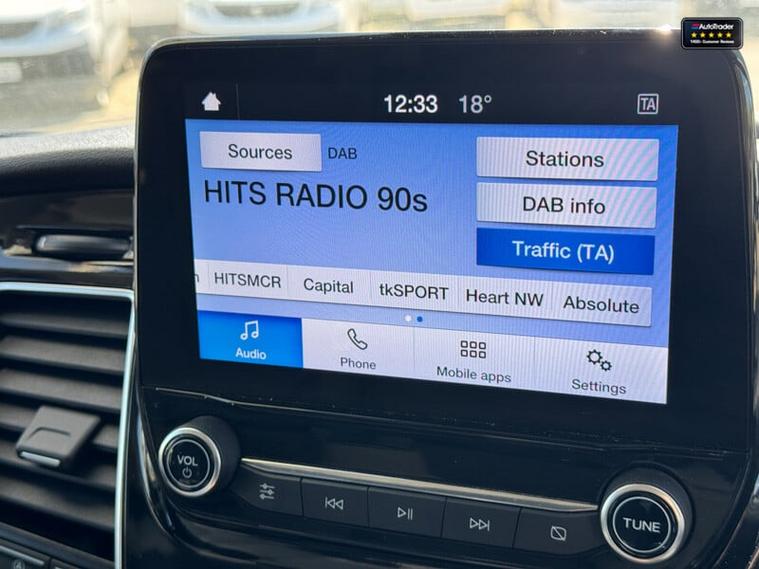 AutoTrader
12:33 18° TA
Sources DAB Stations
HITS RADIO 90s
DAB info
Traffic (TA)
HITSMCR Capital tkSPORT Heart NW Absolute
Audio Phone Mobile apps Settings
VOL
TUNE